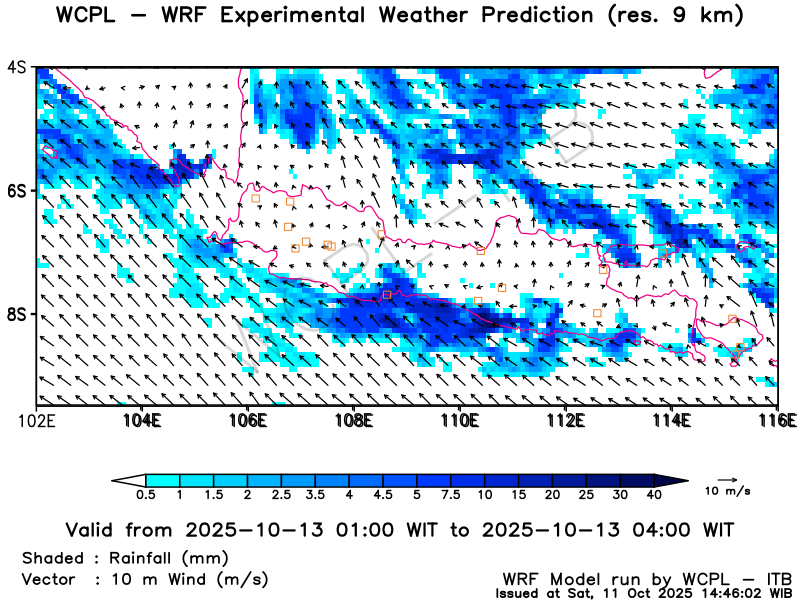 WCPL – WRF Experimental Weather Prediction (res. 9 km)
4S
6S
8S
102E 104E 106E 108E 110E 112E 114E 116E
0.5 1 1.5 2 2.5 3.5 4 4.5 5 7.5 10 15 20 25 30 40
10 m/s
Valid from 2025–10–13 01:00 WIT to 2025–10–13 04:00 WIT
Shaded : Rainfall (mm)
Vector : 10 m Wind (m/s)
WRF Model run by WCPL – ITB
Issued at Sat, 11 Oct 2025 14:46:02 WIB